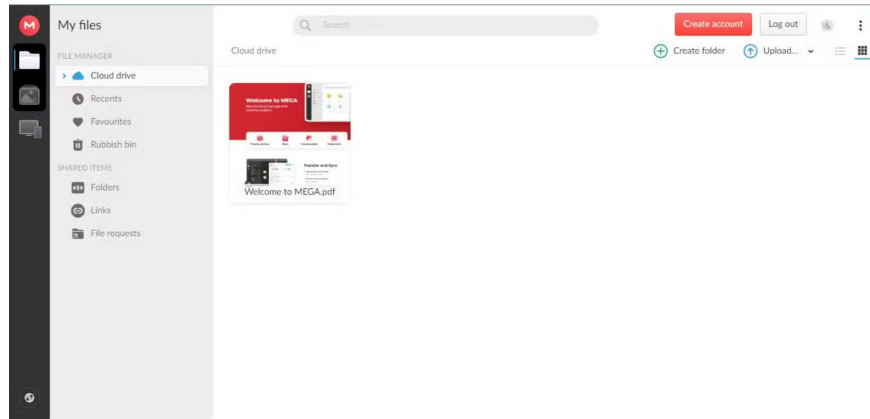 M
My files
Search
Create account
Log out
FILE MANAGER
Cloud drive
Create folder
Upload...
Cloud drive
Recents
Favourites
Rubbish bin
SHARED ITEMS
Folders
Links
File requests
Welcome to MEGA
Transfer and Sync
Welcome to MEGA.pdf